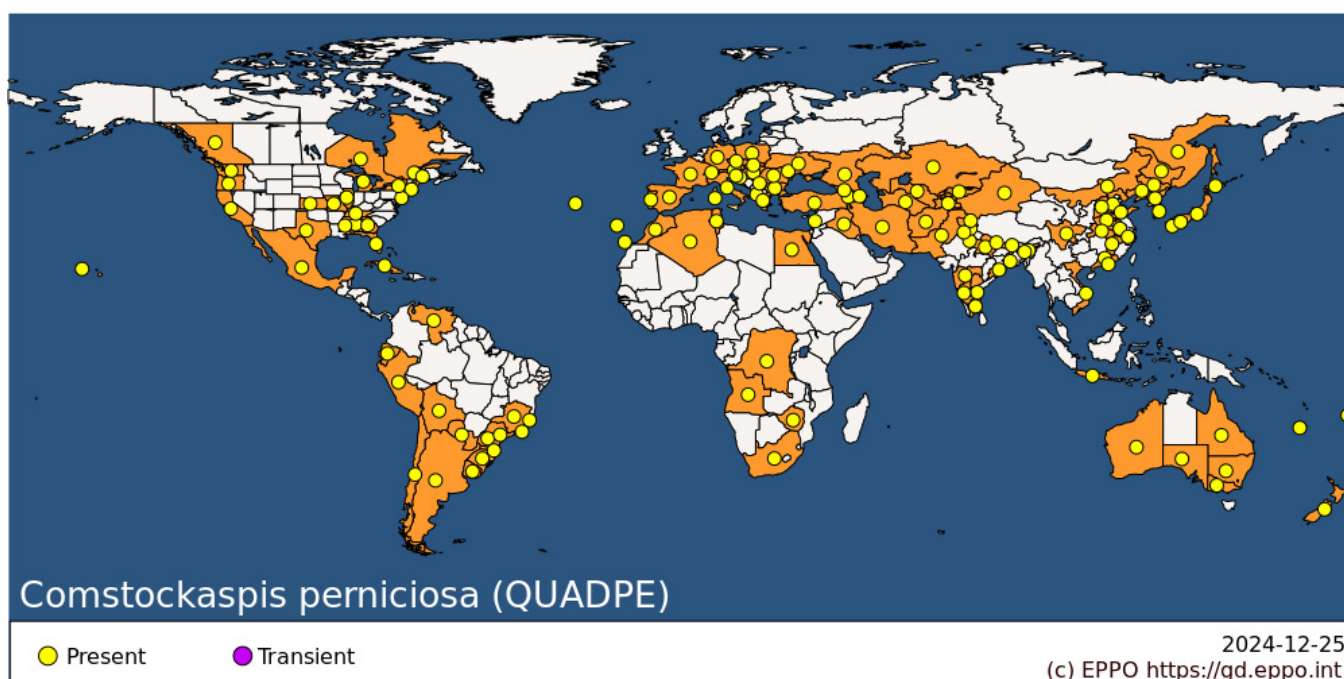 Comstockaspis perniciosa (QUADPE)
Present
Transient
2024-12-25
(c) EPPO https://gd.eppo.int